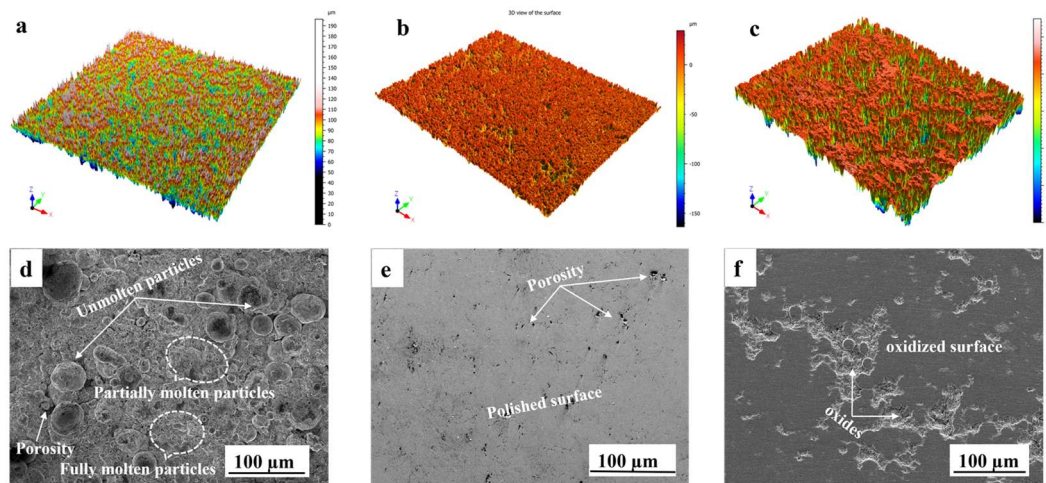 a
µm
190
180
170
160
150
140
130
120
110
100
90
80
70
60
50
40
30
20
10
0
Z
Y
X
b
3D view of the surface
µm
0
-50
-100
-150
Z
Y
X
c
Z
Y
X
d
Unmolten particles
Partially molten particles
Porosity
Fully molten particles
100 µm
e
Porosity
Polished surface
100 µm
f
oxidized surface
oxides
100 µm